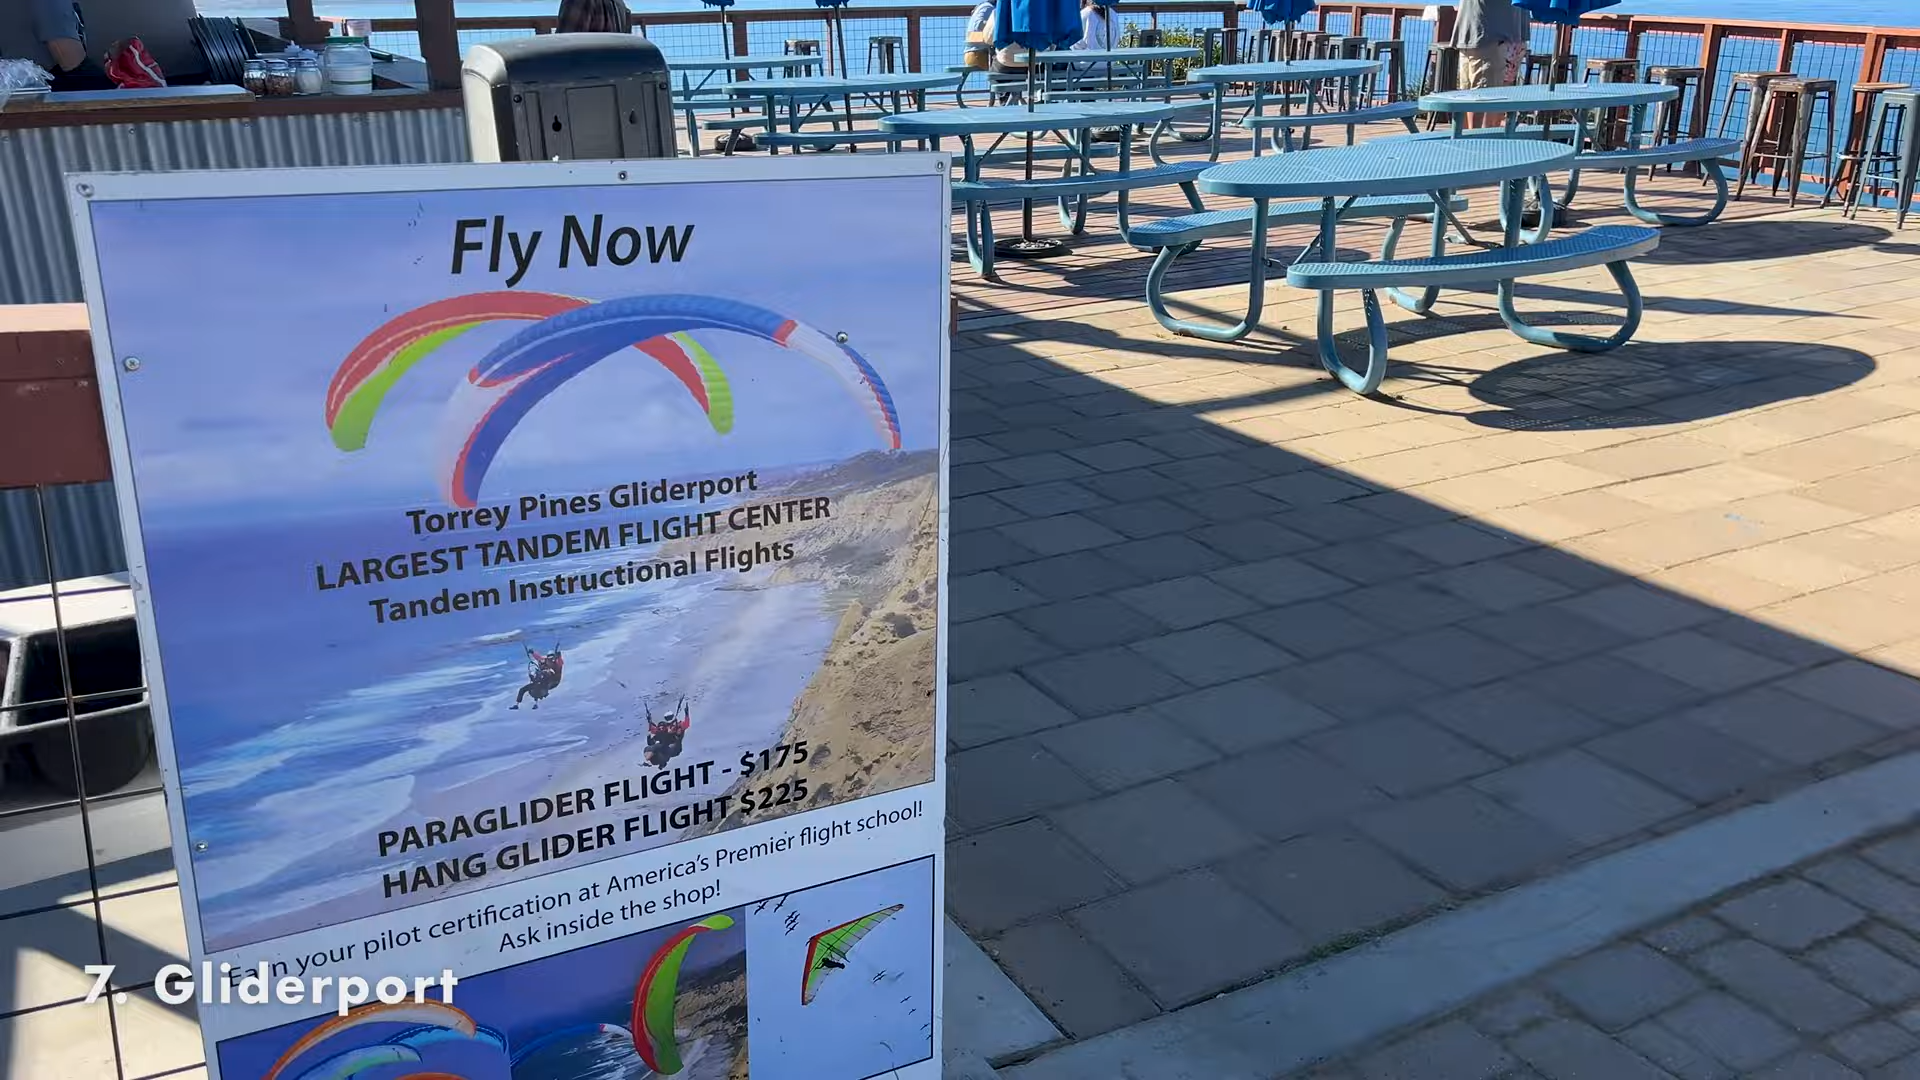 Fly Now
Torrey Pines Gliderport
LARGEST TANDEM FLIGHT CENTER
Tandem Instructional Flights
PARAGLIDER FLIGHT - $175
HANG GLIDER FLIGHT $225
Earn your pilot certification at America's Premier flight school!
Ask inside the shop!
7. Gliderport